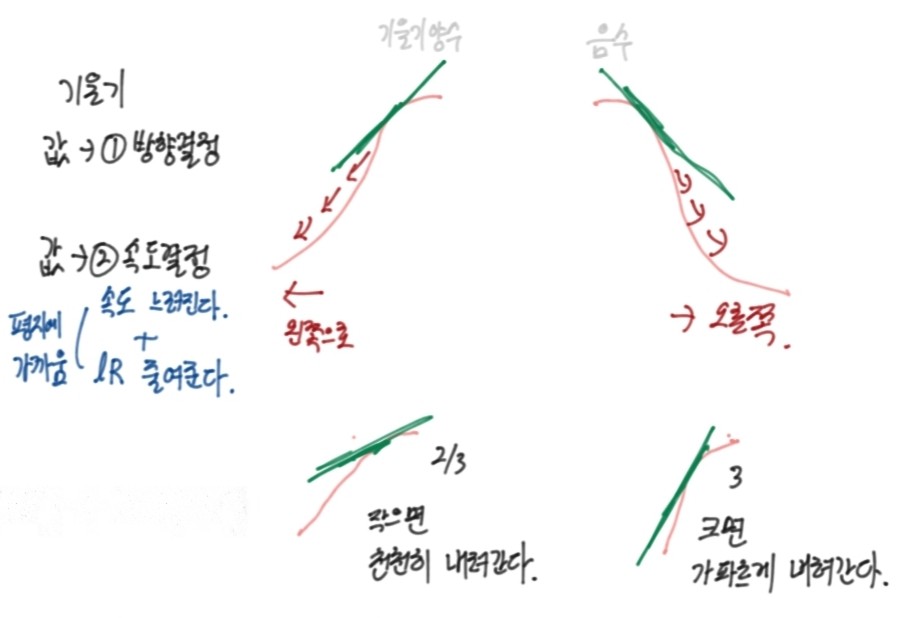 기울기양수
음수
기울기
값 → ① 방향결정
값 → ② 속도결정
속도 느려진다.
+
lR 줄여준다.
평지에
가까움
← 왼쪽으로
→ 오른쪽.
2/3
작으면
천천히 내려간다.
3
크면
가파르게 내려간다.